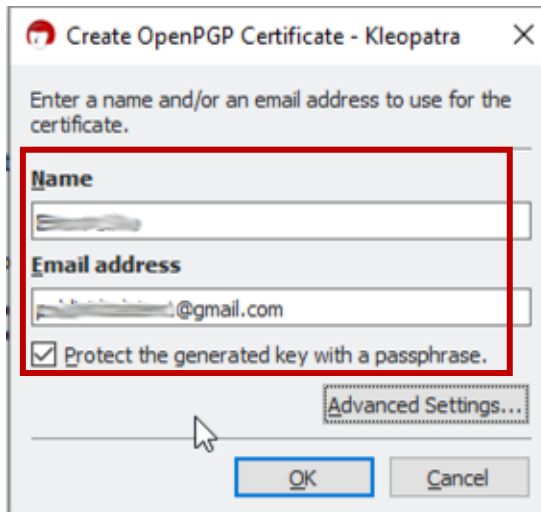 Create OpenPGP Certificate - Kleopatra
Enter a name and/or an email address to use for the
certificate.
Name
Email address
@gmail.com
Protect the generated key with a passphrase.
Advanced Settings...
OK Cancel